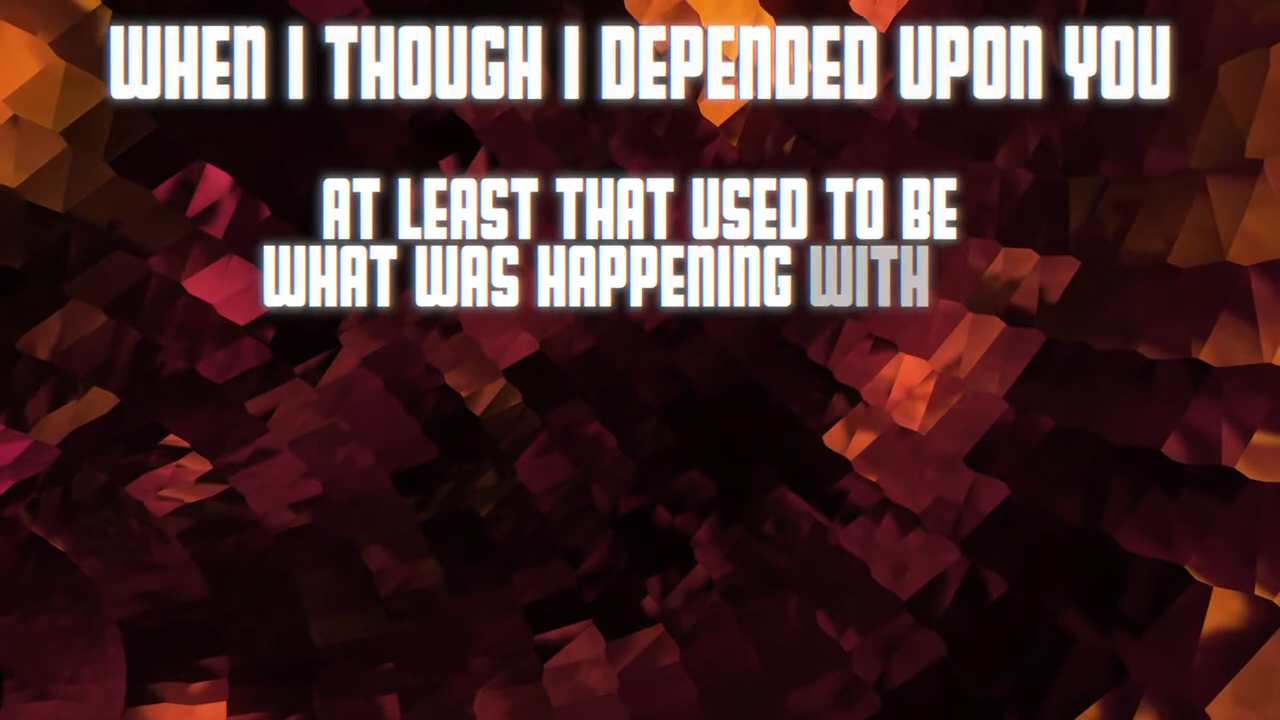 WHEN I THOUGH I DEPENDED UPON YOU
AT LEAST THAT USED TO BE
WHAT WAS HAPPENING WITH